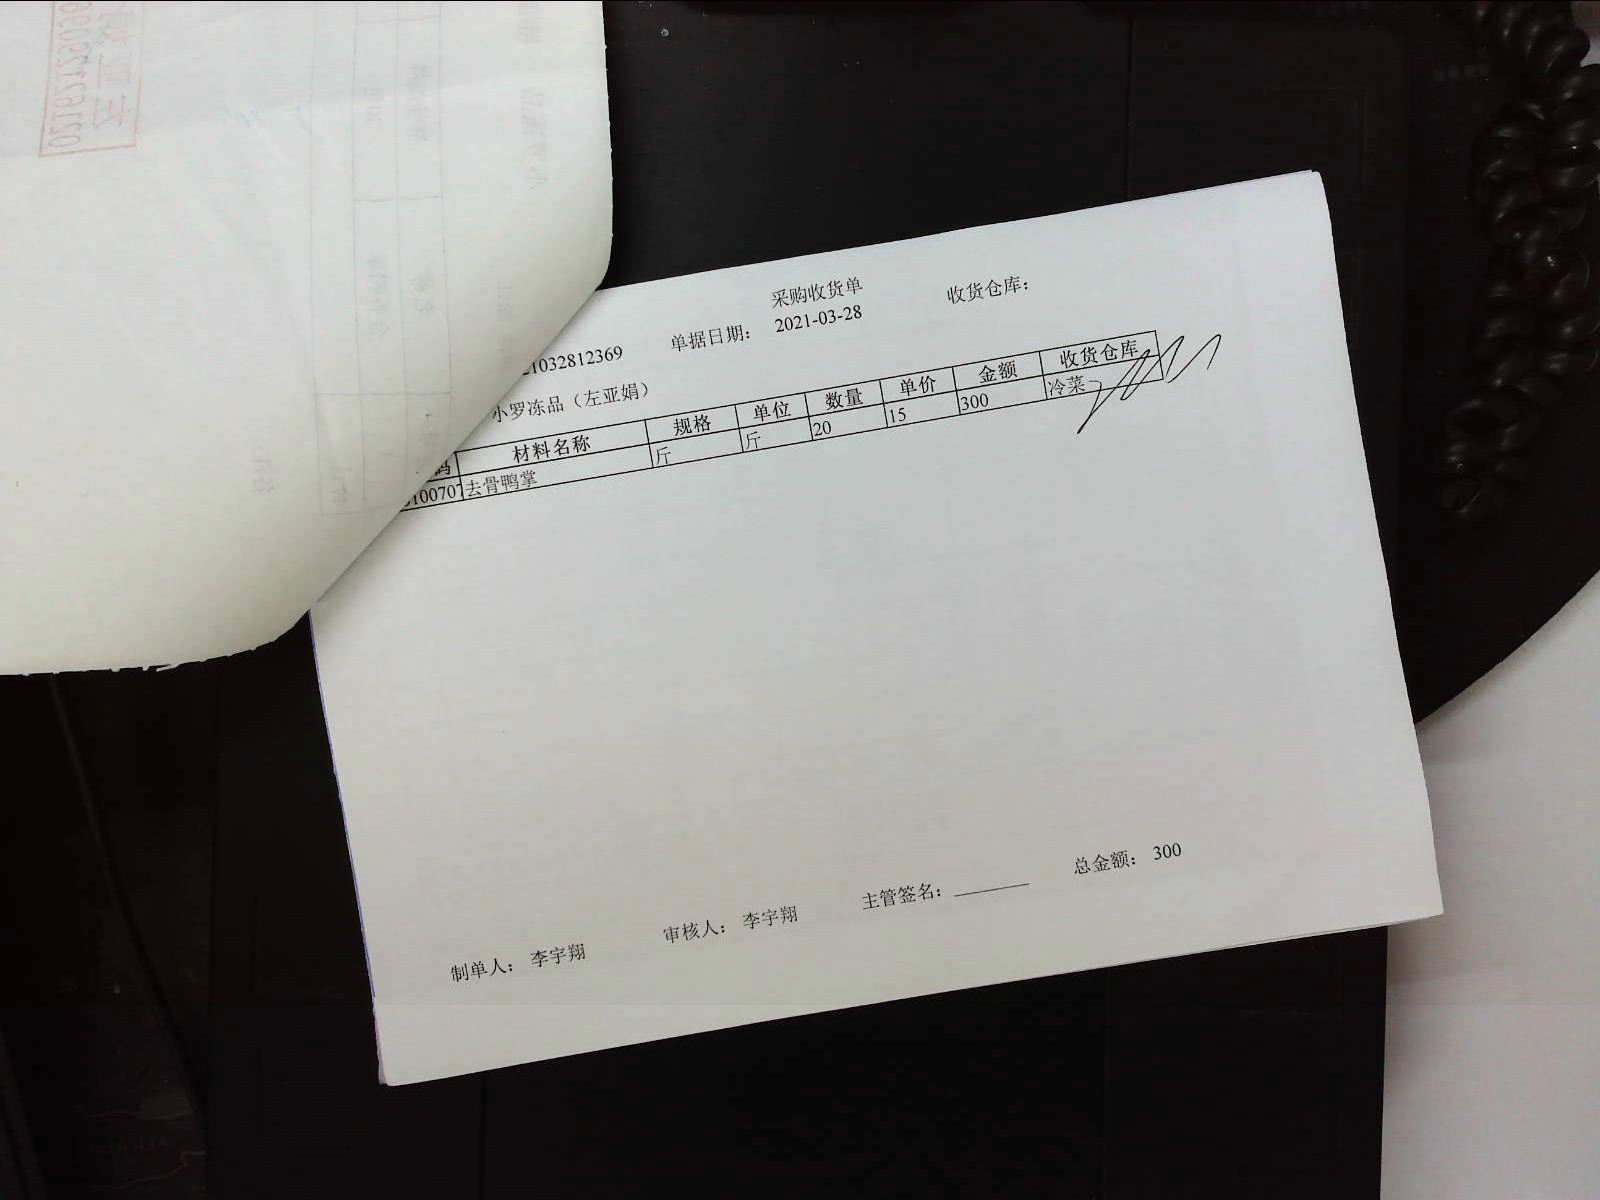 采购收货单
21032812369 单据日期： 2021-03-28 收货仓库：
小罗冻品（左亚娟）
码 材料名称 规格 单位 数量 单价 金额 收货仓库
100707 去骨鸭掌 斤 斤 20 15 300 冷菜
总金额： 300
制单人： 李宇翔 审核人： 李宇翔 主管签名：